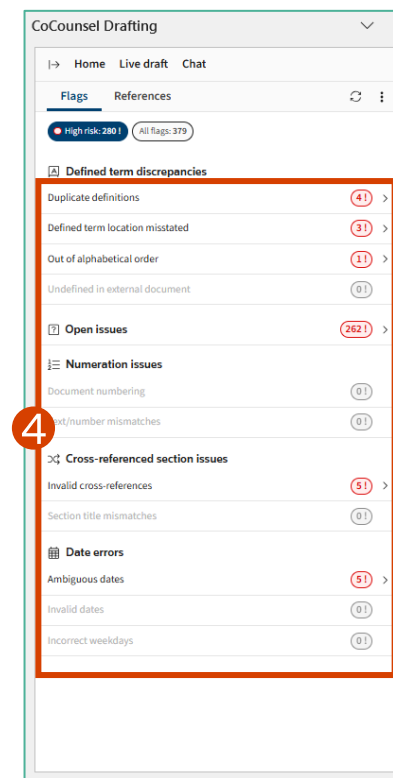 CoCounsel Drafting
Home Live draft Chat
Flags References
High risk: 280 ! All flags: 379
Defined term discrepancies
Duplicate definitions 4 !
Defined term location misstated 3 !
Out of alphabetical order 1 !
Undefined in external document 0 !
Open issues 262 !
Numeration issues
Document numbering 0 !
4 ext/number mismatches 0 !
Cross-referenced section issues
Invalid cross-references 5 !
Section title mismatches 0 !
Date errors
Ambiguous dates 5 !
Invalid dates 0 !
Incorrect weekdays 0 !